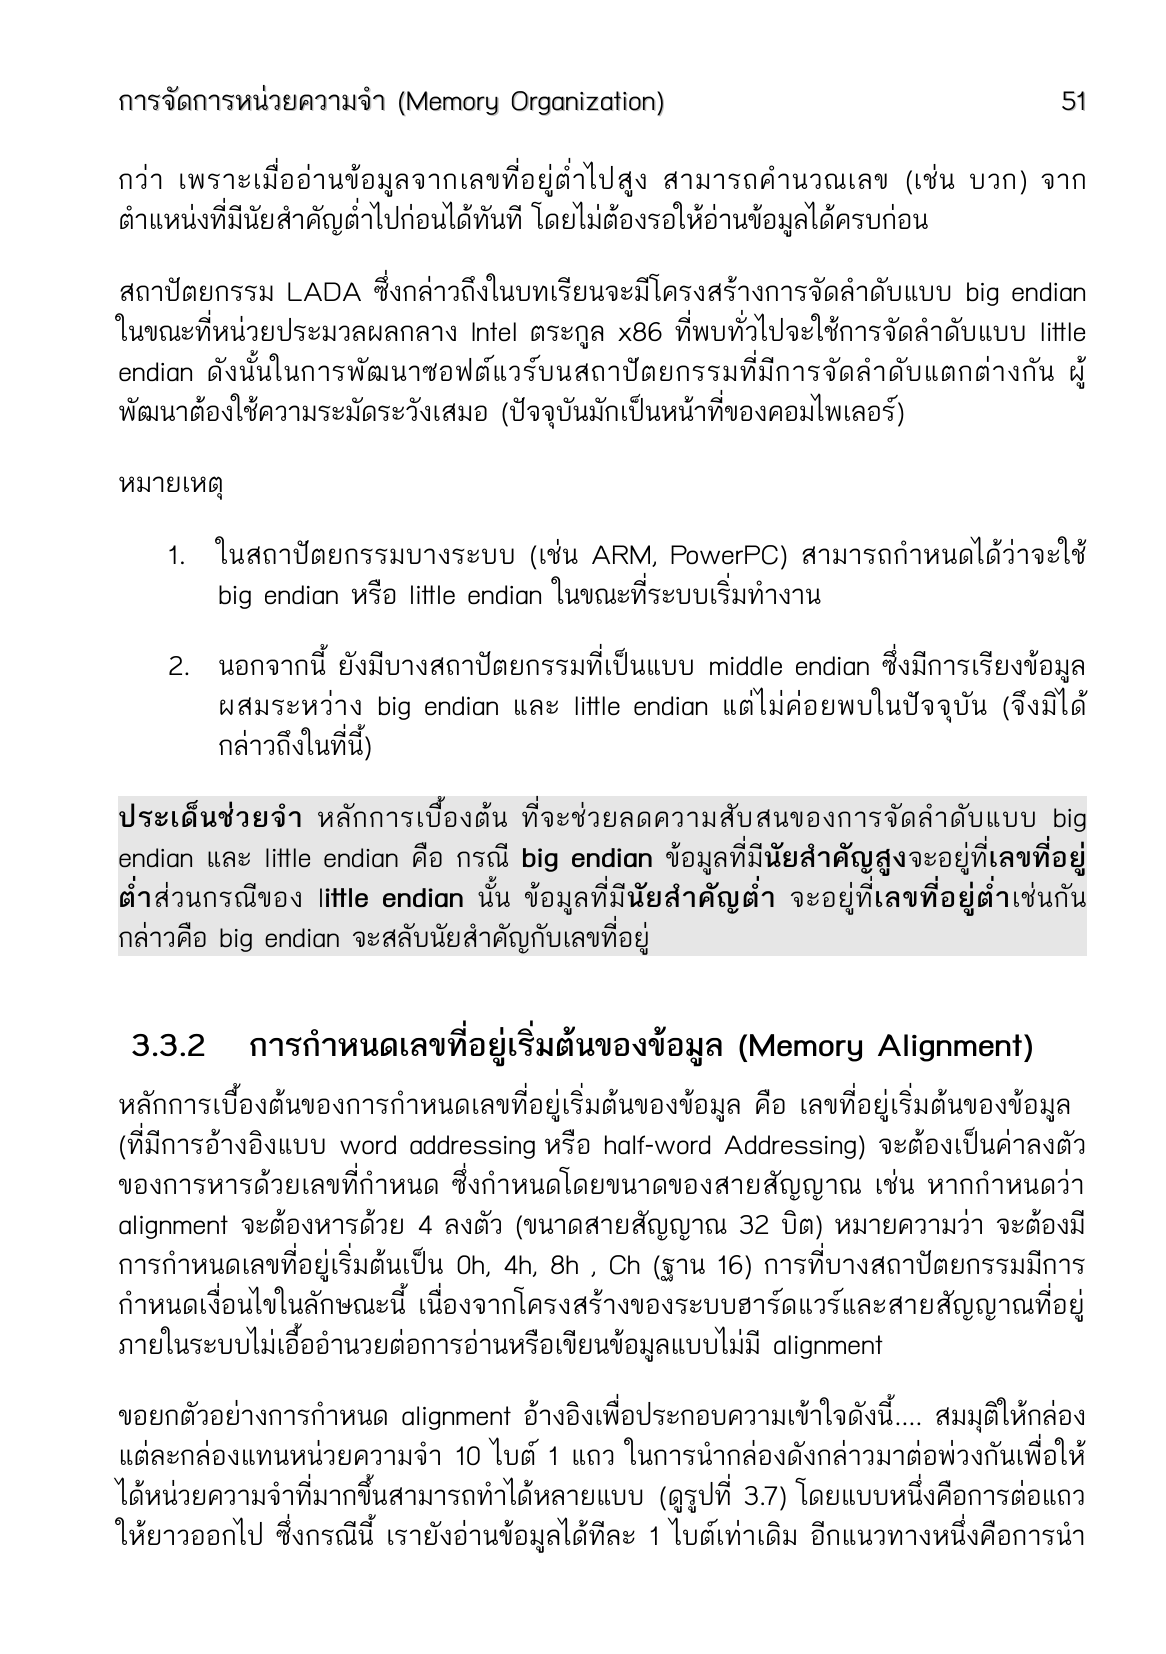 การจัดการหน่วยความจำ (Memory Organization) 51
กว่า เพราะเมื่ออ่านข้อมูลจากเลขที่อยู่ต่ำไปสูง สามารถคำนวณเลข (เช่น บวก) จาก
ตำแหน่งที่มีนัยสำคัญต่ำไปก่อนได้ทันที โดยไม่ต้องรอให้อ่านข้อมูลได้ครบก่อน
สถาปัตยกรรม LADA ซึ่งกล่าวถึงในบทเรียนจะมีโครงสร้างการจัดลำดับแบบ big endian
ในขณะที่หน่วยประมวลผลกลาง Intel ตระกูล x86 ที่พบทั่วไปจะใช้การจัดลำดับแบบ little
endian ดังนั้นในการพัฒนาซอฟต์แวร์บนสถาปัตยกรรมที่มีการจัดลำดับแตกต่างกัน ผู้
พัฒนาต้องใช้ความระมัดระวังเสมอ (ปัจจุบันมักเป็นหน้าที่ของคอมไพเลอร์)
หมายเหตุ
1. ในสถาปัตยกรรมบางระบบ (เช่น ARM, PowerPC) สามารถกำหนดได้ว่าจะใช้
big endian หรือ little endian ในขณะที่ระบบเริ่มทำงาน
2. นอกจากนี้ ยังมีบางสถาปัตยกรรมที่เป็นแบบ middle endian ซึ่งมีการเรียงข้อมูล
ผสมระหว่าง big endian และ little endian แต่ไม่ค่อยพบในปัจจุบัน (จึงมิได้
กล่าวถึงในที่นี้)
ประเด็นช่วยจำ หลักการเบื้องต้น ที่จะช่วยลดความสับสนของการจัดลำดับแบบ big
endian และ little endian คือ กรณี big endian ข้อมูลที่มีนัยสำคัญสูงจะอยู่ที่เลขที่อยู่
ต่ำส่วนกรณีของ little endian นั้น ข้อมูลที่มีนัยสำคัญต่ำ จะอยู่ที่เลขที่อยู่ต่ำเช่นกัน
กล่าวคือ big endian จะสลับนัยสำคัญกับเลขที่อยู่
3.3.2 การกำหนดเลขที่อยู่เริ่มต้นของข้อมูล (Memory Alignment)
หลักการเบื้องต้นของการกำหนดเลขที่อยู่เริ่มต้นของข้อมูล คือ เลขที่อยู่เริ่มต้นของข้อมูล
(ที่มีการอ้างอิงแบบ word addressing หรือ half-word Addressing) จะต้องเป็นค่าลงตัว
ของการหารด้วยเลขที่กำหนด ซึ่งกำหนดโดยขนาดของสายสัญญาณ เช่น หากกำหนดว่า
alignment จะต้องหารด้วย 4 ลงตัว (ขนาดสายสัญญาณ 32 บิต) หมายความว่า จะต้องมี
การกำหนดเลขที่อยู่เริ่มต้นเป็น 0h, 4h, 8h , Ch (ฐาน 16) การที่บางสถาปัตยกรรมมีการ
กำหนดเงื่อนไขในลักษณะนี้ เนื่องจากโครงสร้างของระบบฮาร์ดแวร์และสายสัญญาณที่อยู่
ภายในระบบไม่เอื้ออำนวยต่อการอ่านหรือเขียนข้อมูลแบบไม่มี alignment
ขอยกตัวอย่างการกำหนด alignment อ้างอิงเพื่อประกอบความเข้าใจดังนี้.... สมมุติให้กล่อง
แต่ละกล่องแทนหน่วยความจำ 10 ไบต์ 1 แถว ในการนำกล่องดังกล่าวมาต่อพ่วงกันเพื่อให้
ได้หน่วยความจำที่มากขึ้นสามารถทำได้หลายแบบ (ดูรูปที่ 3.7) โดยแบบหนึ่งคือการต่อแถว
ให้ยาวออกไป ซึ่งกรณีนี้ เรายังอ่านข้อมูลได้ทีละ 1 ไบต์เท่าเดิม อีกแนวทางหนึ่งคือการนำ